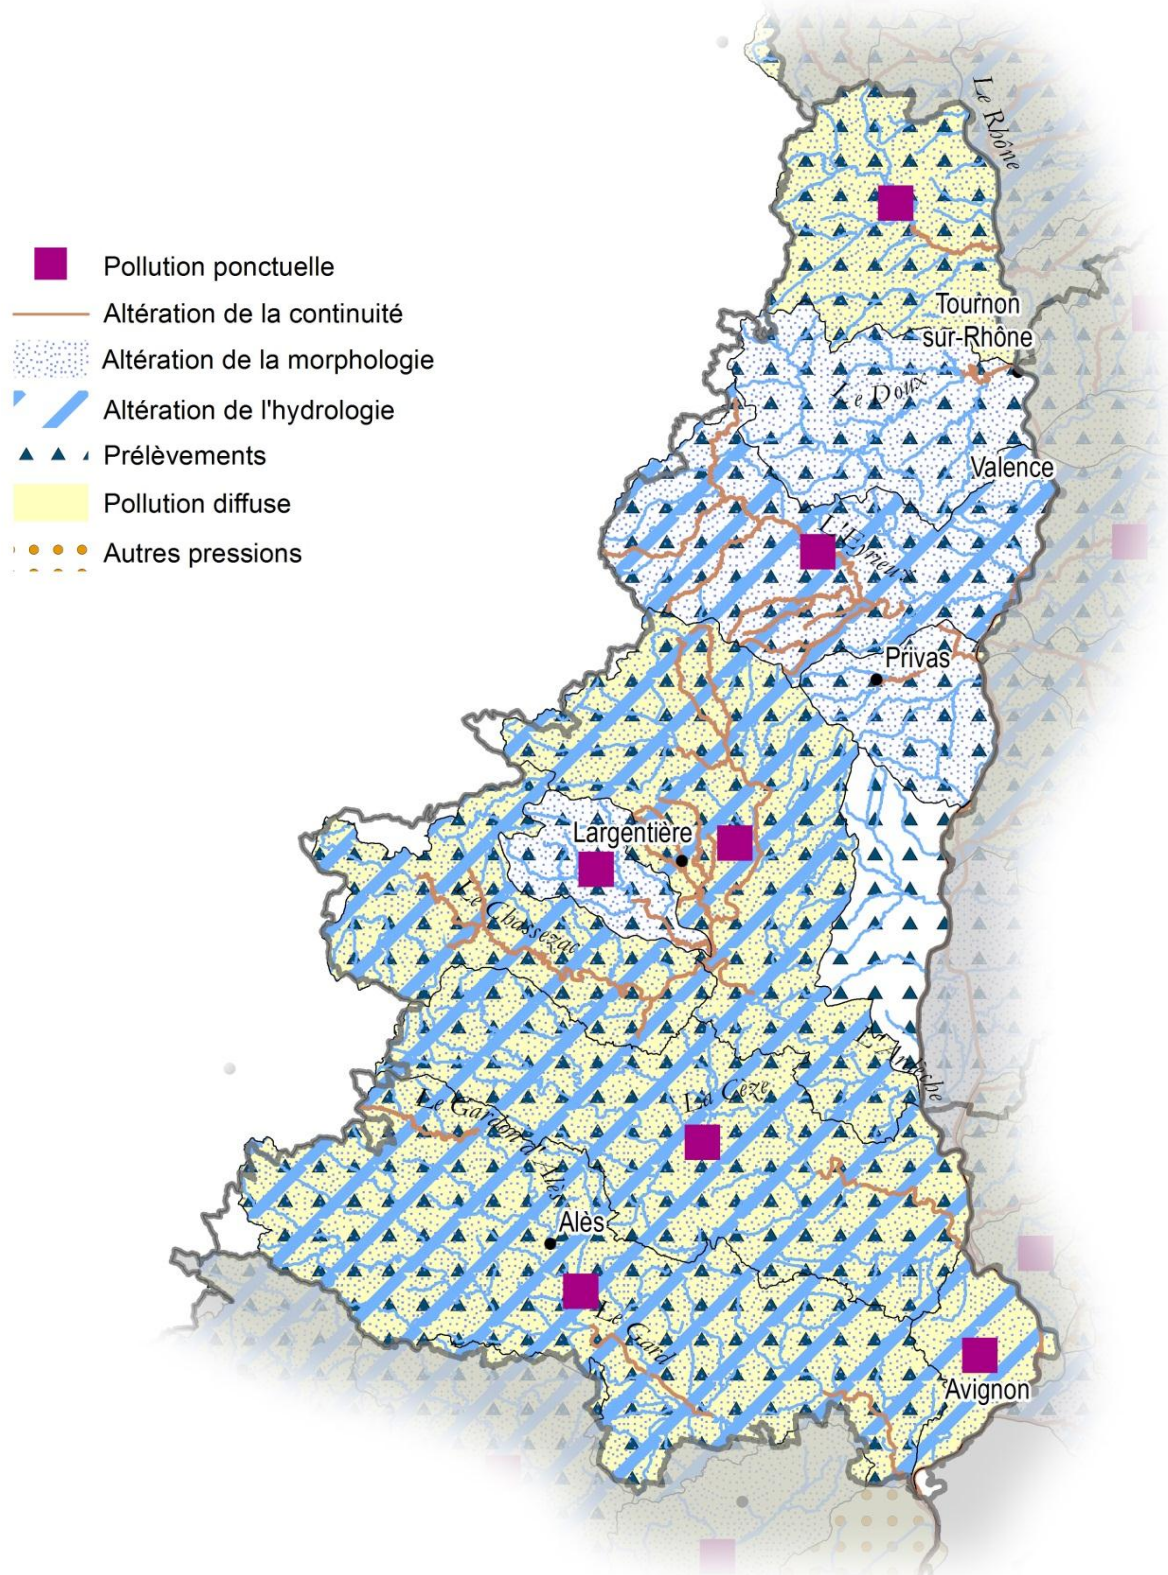 Le Rhône
Pollution ponctuelle
Altération de la continuité
Altération de la morphologie
Altération de l'hydrologie
Prélèvements
Pollution diffuse
Autres pressions
Tournon
sur-Rhône
Le Doux
Valence
L'Eyrieux
Privas
Largentière
Le Chassezac
L'Ardèche
La Cèze
Le Gardon d'Alès
Alès
Le Gard
Avignon